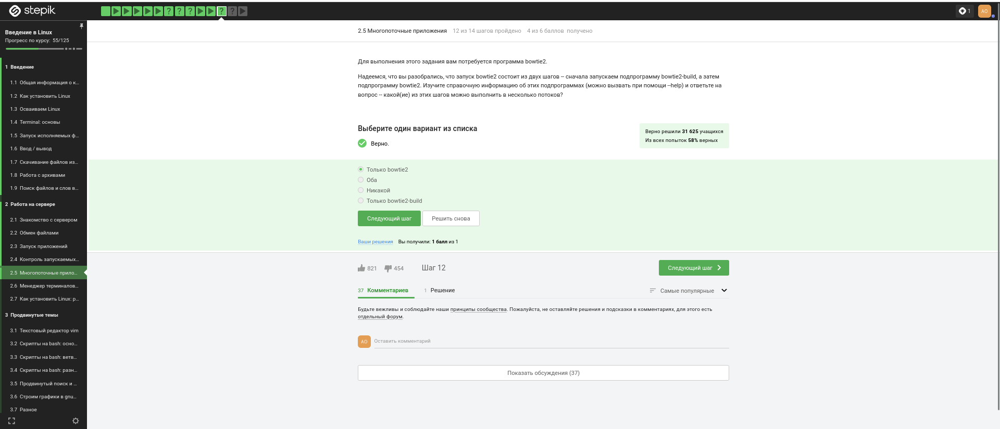 stepik
? ? ? ? ?
1
АО
Введение в Linux
Прогресс по курсу: 55/125
1 Введение
1.1 Общая информация о к...
1.2 Как установить Linux
1.3 Осваиваем Linux
1.4 Terminal: основы
1.5 Запуск исполняемых ф...
1.6 Ввод / вывод
1.7 Скачивание файлов из...
1.8 Работа с архивами
1.9 Поиск файлов и слов в...
2 Работа на сервере
2.1 Знакомство с сервером
2.2 Обмен файлами
2.3 Запуск приложений
2.4 Контроль запускаемых...
2.5 Многопоточные прило...
2.6 Менеджер терминалов...
2.7 Как установить Linux: р...
3 Продвинутые темы
3.1 Текстовый редактор vim
3.2 Скрипты на bash: осно...
3.3 Скрипты на bash: ветв...
3.4 Скрипты на bash: разн...
3.5 Продвинутый поиск и ...
3.6 Строим графики в gnu...
3.7 Разное
2.5 Многопоточные приложения 12 из 14 шагов пройдено 4 из 6 баллов получено
Для выполнения этого задания вам потребуется программа bowtie2.
Надеемся, что вы разобрались, что запуск bowtie2 состоит из двух шагов -- сначала запускаем подпрограмму bowtie2-build, а затем
подпрограмму bowtie2. Изучите справочную информацию об этих подпрограммах (можно вызвать при помощи --help) и ответьте на
вопрос -- какой(ие) из этих шагов можно выполнить в несколько потоков?
Выберите один вариант из списка
Верно.
Верно решили 31 625 учащихся
Из всех попыток 58% верных
Только bowtie2
Оба
Никакой
Только bowtie2-build
Следующий шаг
Решить снова
Ваши решения Вы получили: 1 балл из 1
821 454 Шаг 12
Следующий шаг
37 Комментариев 1 Решение
Самые популярные
Будьте вежливы и соблюдайте наши принципы сообщества. Пожалуйста, не оставляйте решения и подсказки в комментариях, для этого есть
отдельный форум.
АО
Оставить комментарий
Показать обсуждения (37)